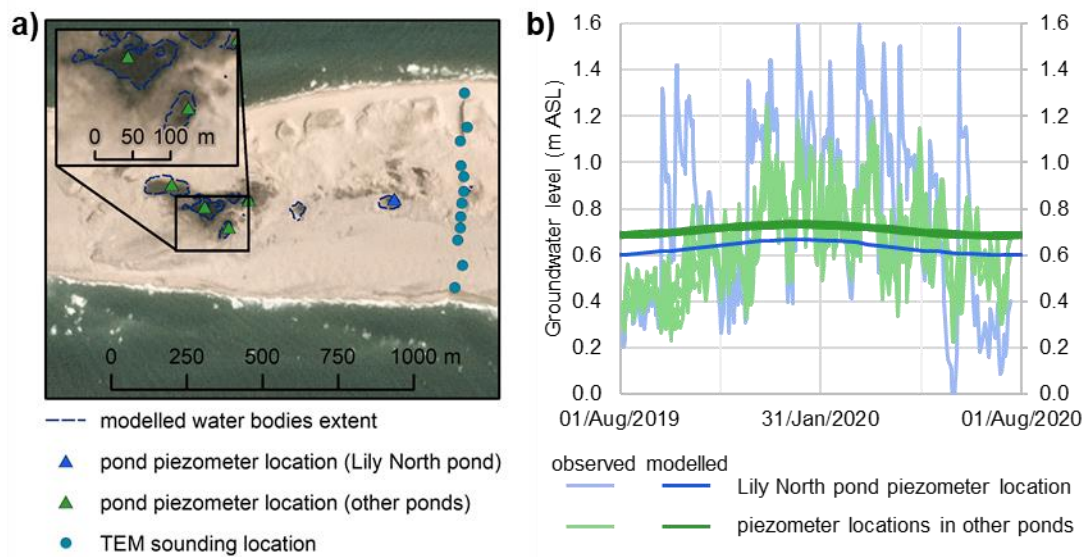 a)
0 50 100 m
0 250 500 750 1000 m
modelled water bodies extent
pond piezometer location (Lily North pond)
pond piezometer location (other ponds)
TEM sounding location
b)
Groundwater level (m ASL)
1.6 1.6
1.4 1.4
1.2 1.2
1.0 1.0
0.8 0.8
0.6 0.6
0.4 0.4
0.2 0.2
0.0 0.0
01/Aug/2019 31/Jan/2020 01/Aug/2020
observed modelled
Lily North pond piezometer location
piezometer locations in other ponds